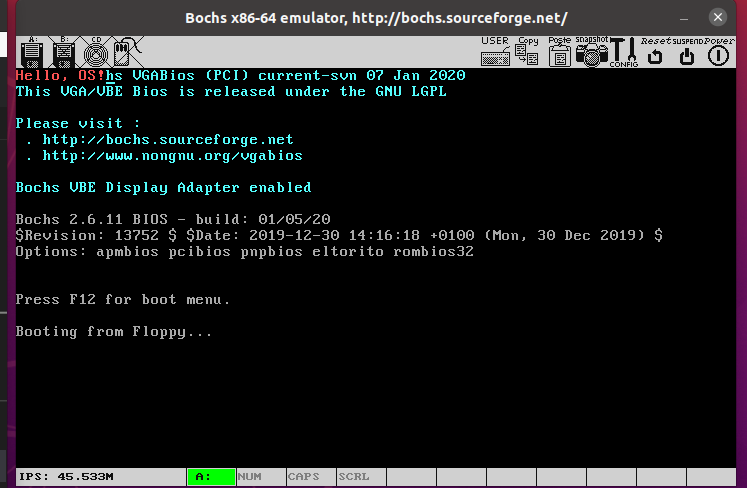 Bochs x86-64 emulator, http://bochs.sourceforge.net/
A: B: CD USER Copy Paste Snapshot CONFIG Reset SUSPEND Power
Hello, OS!hs VGABios (PCI) current-svn 07 Jan 2020
This VGA/VBE Bios is released under the GNU LGPL
Please visit :
. http://bochs.sourceforge.net
. http://www.nongnu.org/vgabios
Bochs VBE Display Adapter enabled
Bochs 2.6.11 BIOS - build: 01/05/20
$Revision: 13752 $ $Date: 2019-12-30 14:16:18 +0100 (Mon, 30 Dec 2019) $
Options: apmbios pcibios pnpbios eltorito rombios32
Press F12 for boot menu.
Booting from Floppy...
IPS: 45.533M A: NUM CAPS SCRL